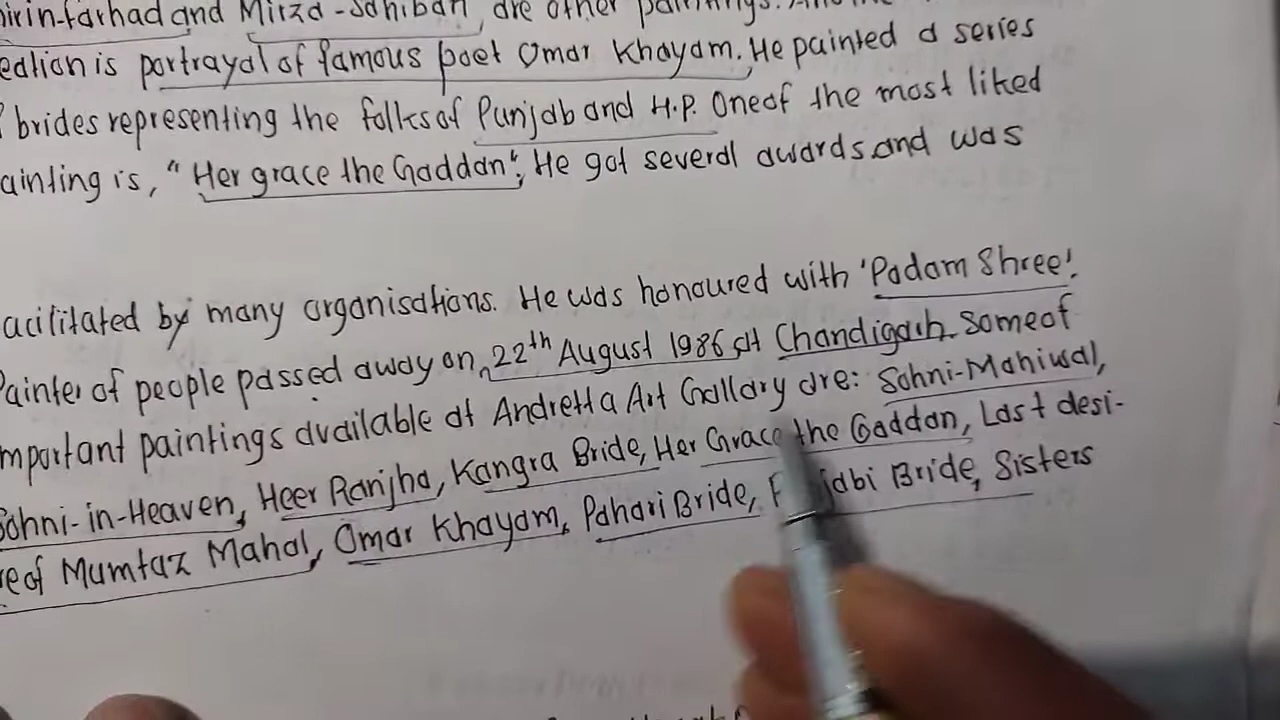 irin-farhad and Mirza-Sahiban, are other paintings.
eation is portrayal of famous poet Omar Khayam. He painted a series
brides representing the folks of Punjab and H.P. One of the most liked
ainting is, "Her grace the Gaddan". He got several awards and was
acilitated by many organisations. He was honoured with 'Padam Shree'.
Painter of people passed away on 22th August 1986 at Chandigarh. Some of
mportant paintings available at Andretta Art Gallary are: Sohni-Mahiwal,
Sohni-in-Heaven, Heer Ranjha, Kangra Bride, Her Grace the Gaddan, Last desi-
re of Mumtaz Mahal, Omar Khayam, Pahari Bride, P jabi Bride, Sisters